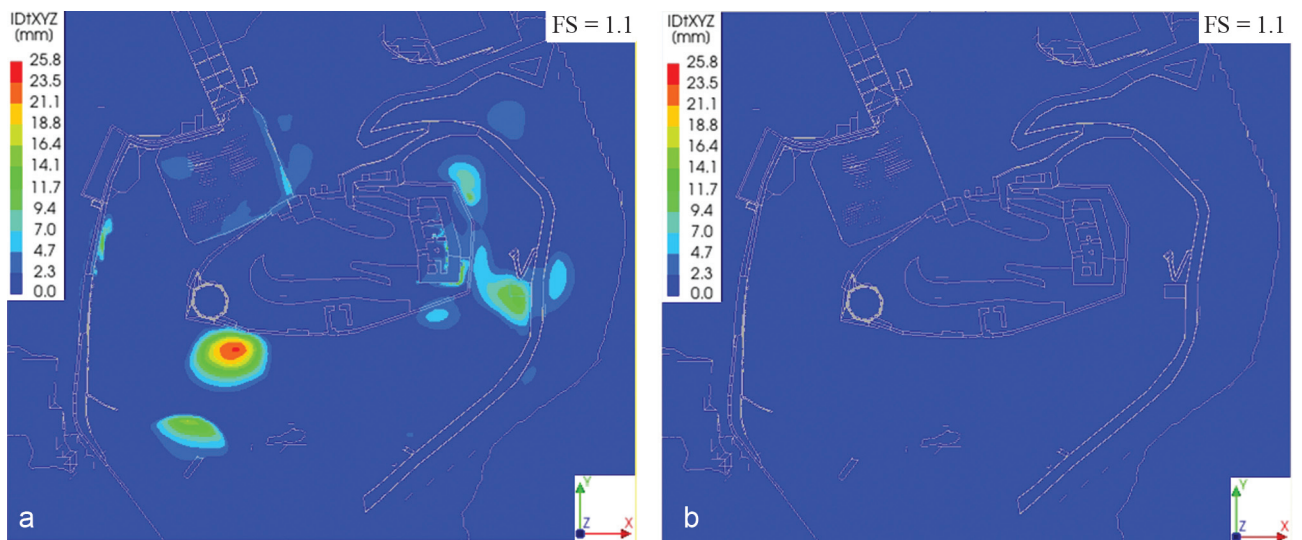 IDtXYZ
(mm)
25.8
23.5
21.1
18.8
16.4
14.1
11.7
9.4
7.0
4.7
2.3
0.0
FS = 1.1
Y
Z
X
a
IDtXYZ
(mm)
25.8
23.5
21.1
18.8
16.4
14.1
11.7
9.4
7.0
4.7
2.3
0.0
FS = 1.1
Y
Z
X
b